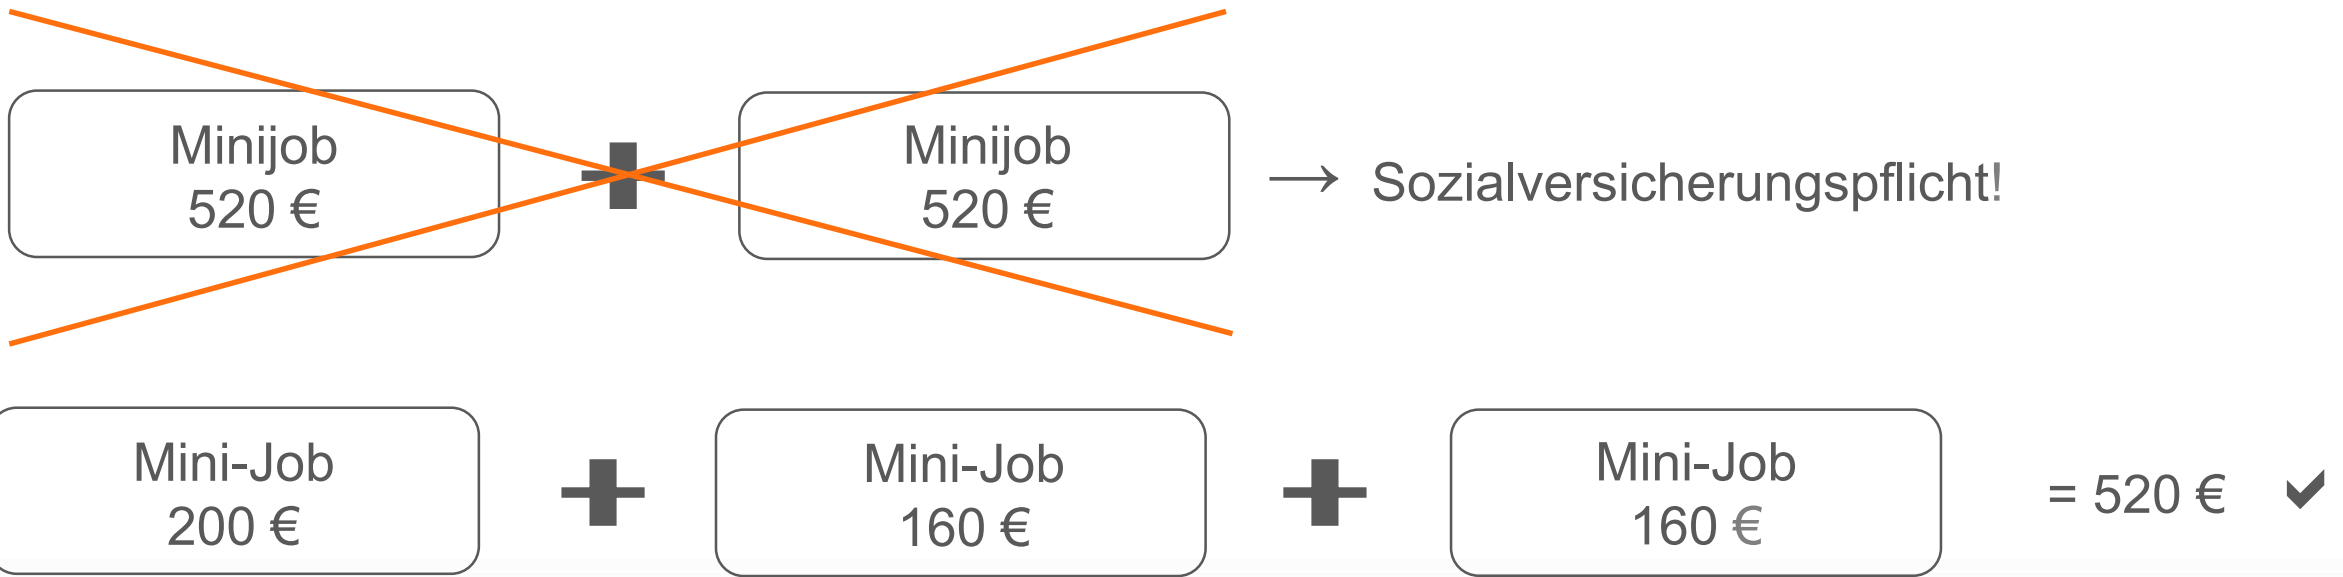 Minijob
520 €
Minijob
520 €
→ Sozialversicherungspflicht!
Mini-Job
200 €
Mini-Job
160 €
Mini-Job
160 €
= 520 €